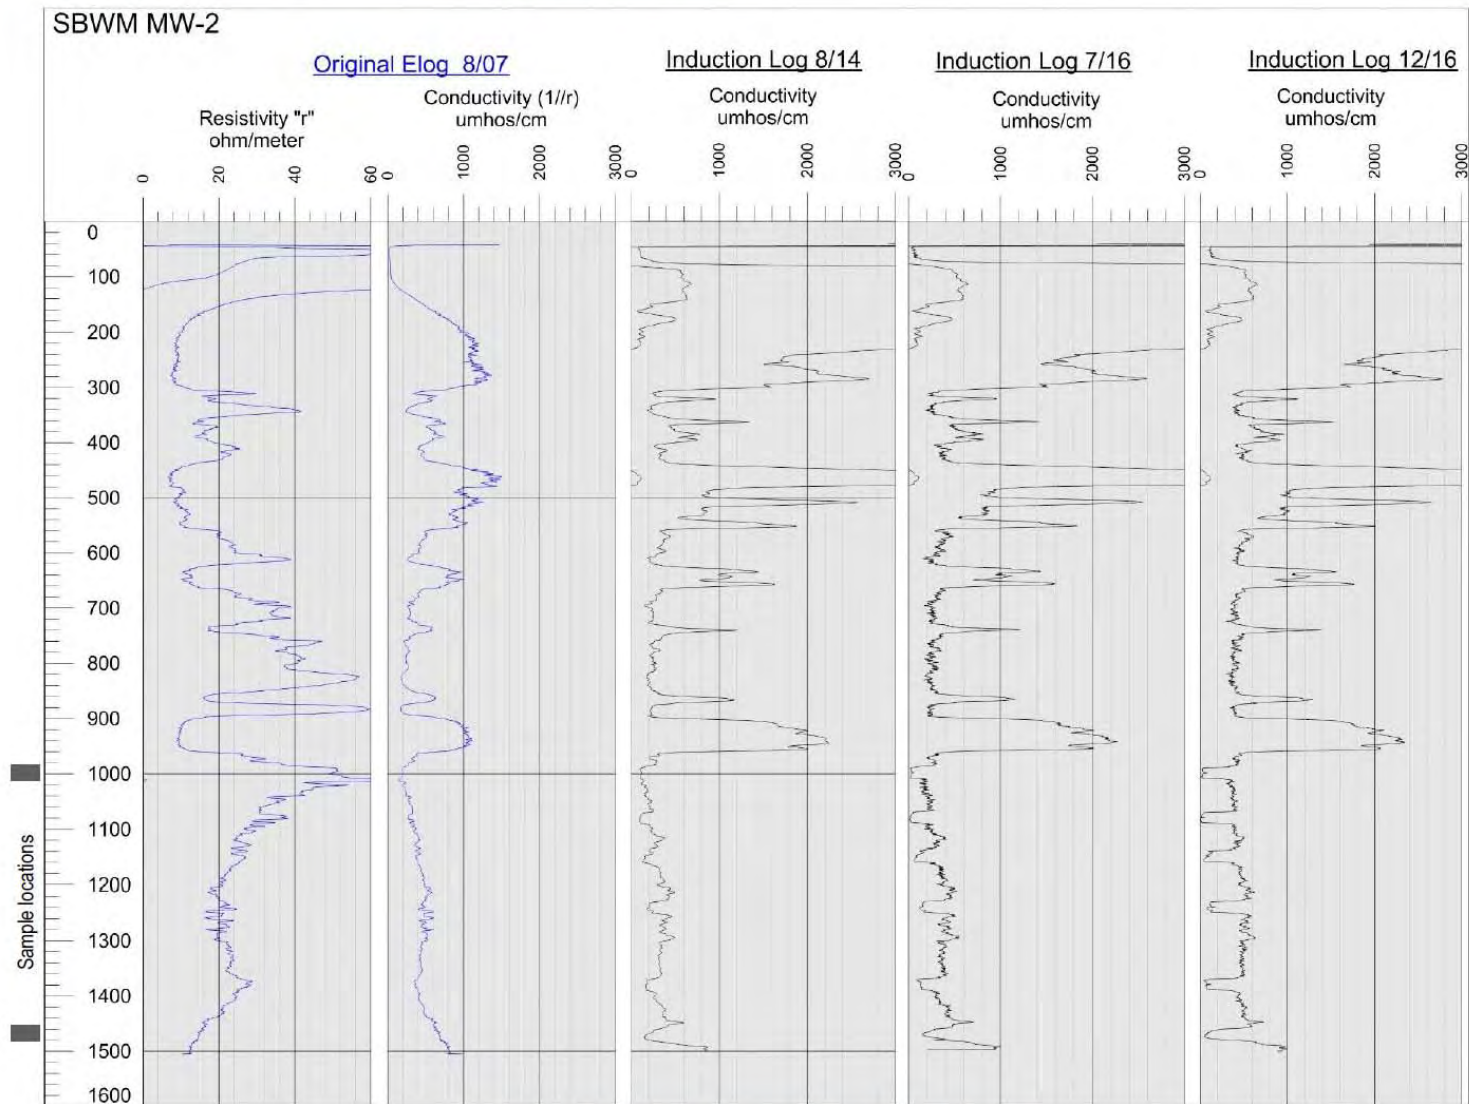 SBWM MW-2
Original Elog 8/07
Induction Log 8/14
Induction Log 7/16
Induction Log 12/16
Resistivity "r"
ohm/meter
Conductivity (1//r)
umhos/cm
Conductivity
umhos/cm
Conductivity
umhos/cm
Conductivity
umhos/cm
0 20 40 60
0 1000 2000 3000
0 1000 2000 3000
0 1000 2000 3000
0 1000 2000 3000
0
100
200
300
400
500
600
700
800
900
1000
1100
1200
1300
1400
1500
1600
Sample locations